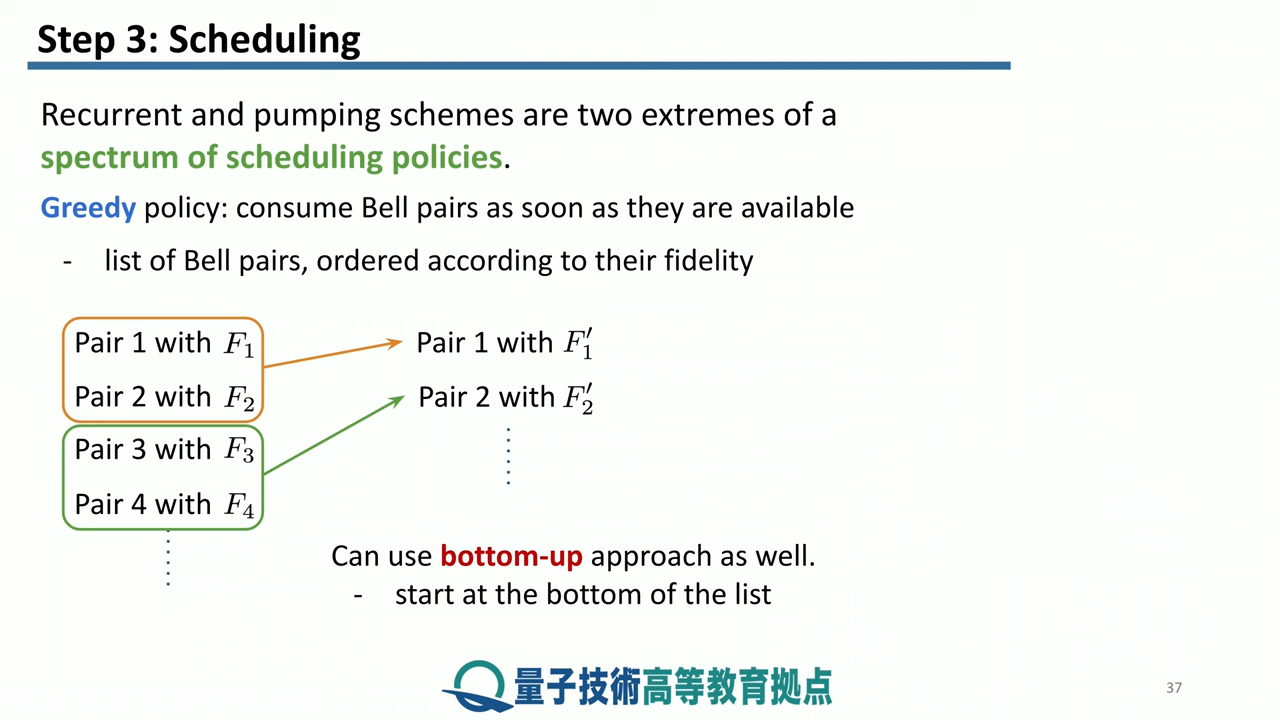 Step 3: Scheduling
Recurrent and pumping schemes are two extremes of a
spectrum of scheduling policies.
Greedy policy: consume Bell pairs as soon as they are available
- list of Bell pairs, ordered according to their fidelity
Pair 1 with F₁
Pair 2 with F₂
Pair 3 with F₃
Pair 4 with F₄
Pair 1 with F₁′
Pair 2 with F₂′
Can use bottom-up approach as well.
- start at the bottom of the list
量子技術高等教育拠点
37